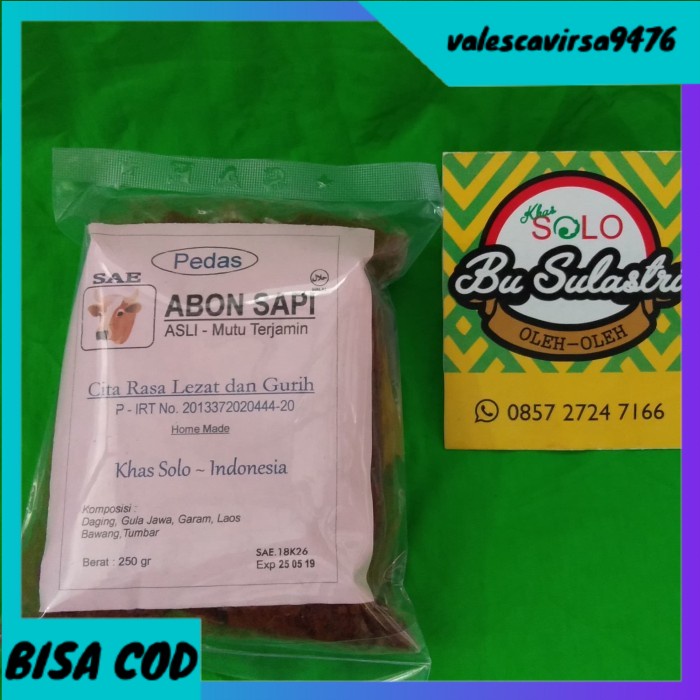 valescavirsa9476
Pedas
SAE
ABON SAPI
ASLI - Mutu Terjamin
Cita Rasa Lezat dan Gurih
P - IRT No. 2013372020444-20
Home Made
Khas Solo ~ Indonesia
Komposisi :
Daging, Gula Jawa, Garam, Laos
Bawang,Tumbar
Berat : 250 gr
SAE.18K26
Exp 25 05 19
Khas
SOLO
Bu Sulastri
OLEH-OLEH
0857 2724 7166
BISA COD